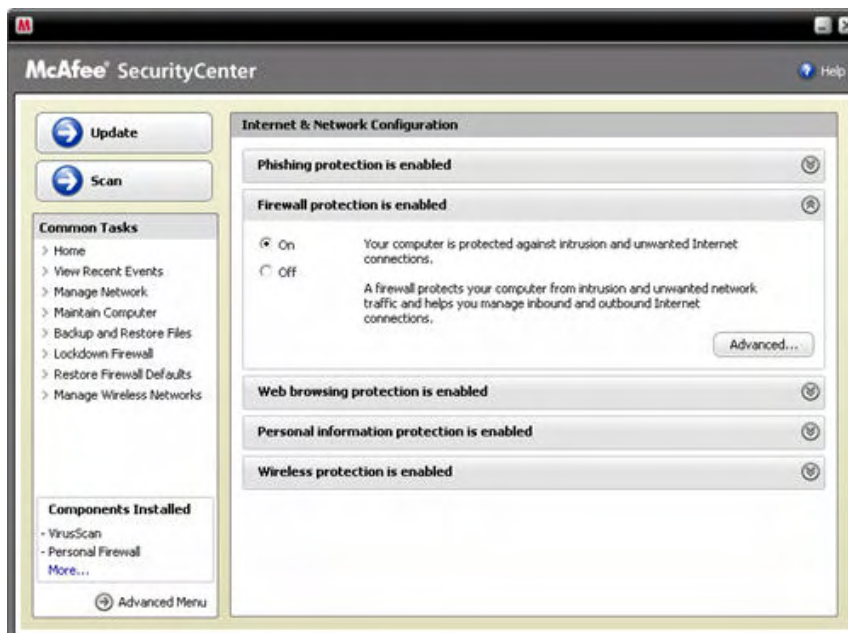 M
McAfee® SecurityCenter
? Help
Update
Scan
Common Tasks
> Home
> View Recent Events
> Manage Network
> Maintain Computer
> Backup and Restore Files
> Lockdown Firewall
> Restore Firewall Defaults
> Manage Wireless Networks
Components Installed
- VirusScan
- Personal Firewall
More...
Advanced Menu
Internet & Network Configuration
Phishing protection is enabled
Firewall protection is enabled
On
Off
Your computer is protected against intrusion and unwanted Internet
connections.
A firewall protects your computer from intrusion and unwanted network
traffic and helps you manage inbound and outbound Internet
connections.
Advanced...
Web browsing protection is enabled
Personal information protection is enabled
Wireless protection is enabled